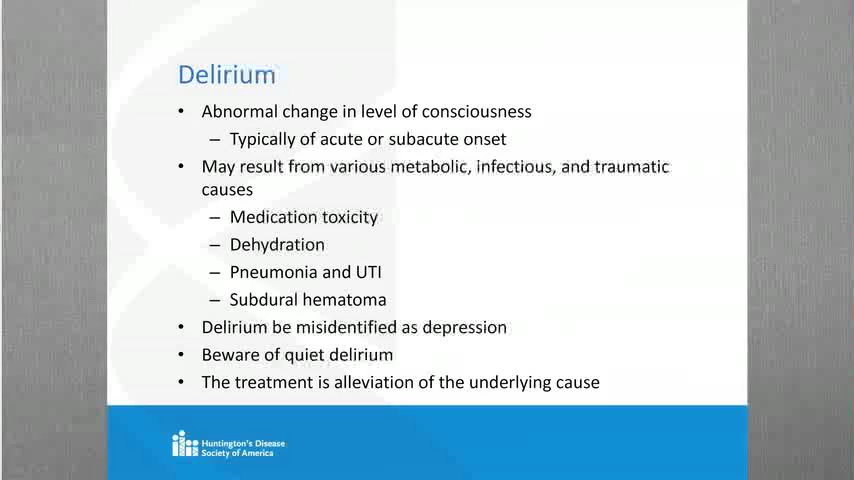 Delirium
• Abnormal change in level of consciousness
– Typically of acute or subacute onset
• May result from various metabolic, infectious, and traumatic
causes
– Medication toxicity
– Dehydration
– Pneumonia and UTI
– Subdural hematoma
• Delirium be misidentified as depression
• Beware of quiet delirium
• The treatment is alleviation of the underlying cause
Huntington's Disease
Society of America